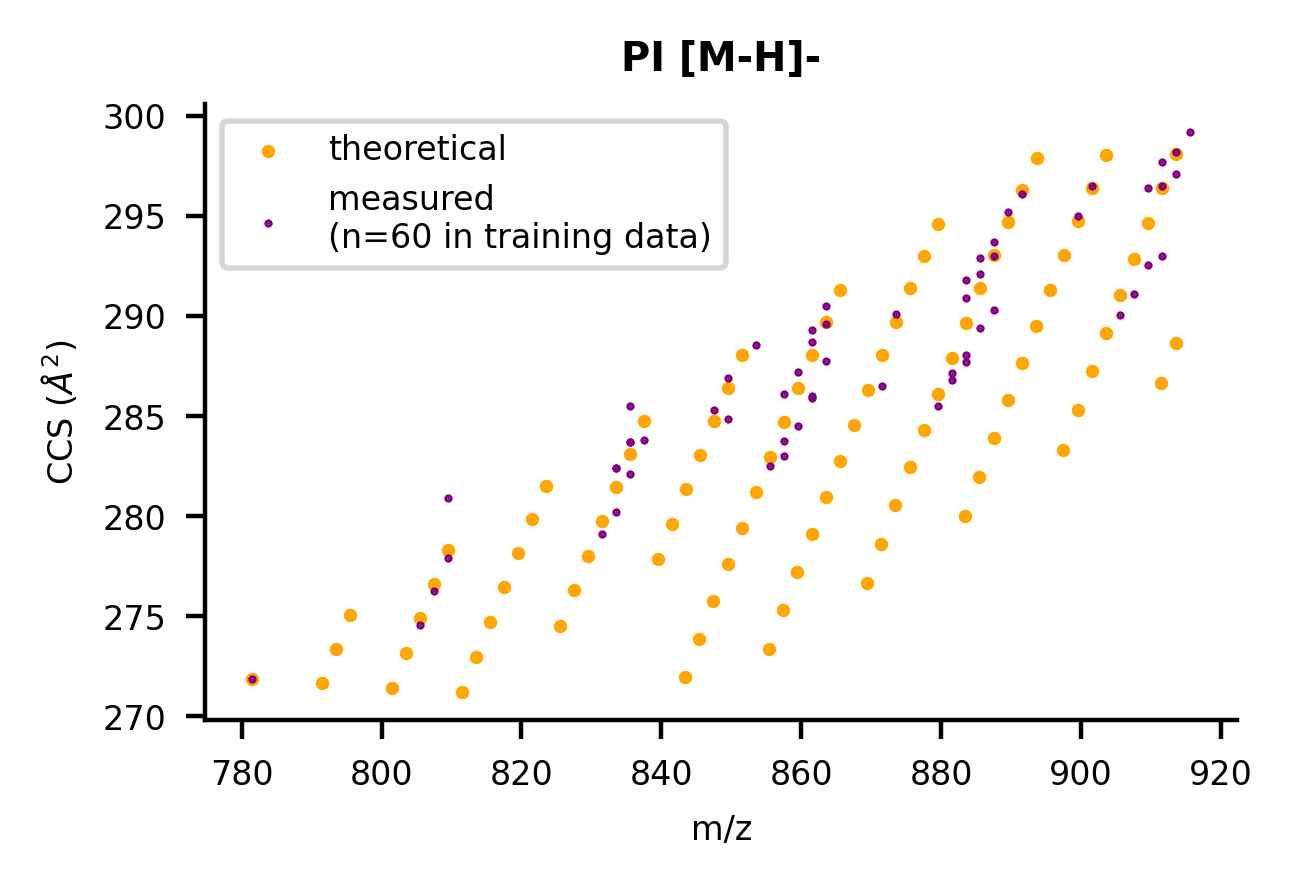 PI [M-H]-
theoretical
measured
(n=60 in training data)
CCS (Å²)
300
295
290
285
280
275
270
780 800 820 840 860 880 900 920
m/z